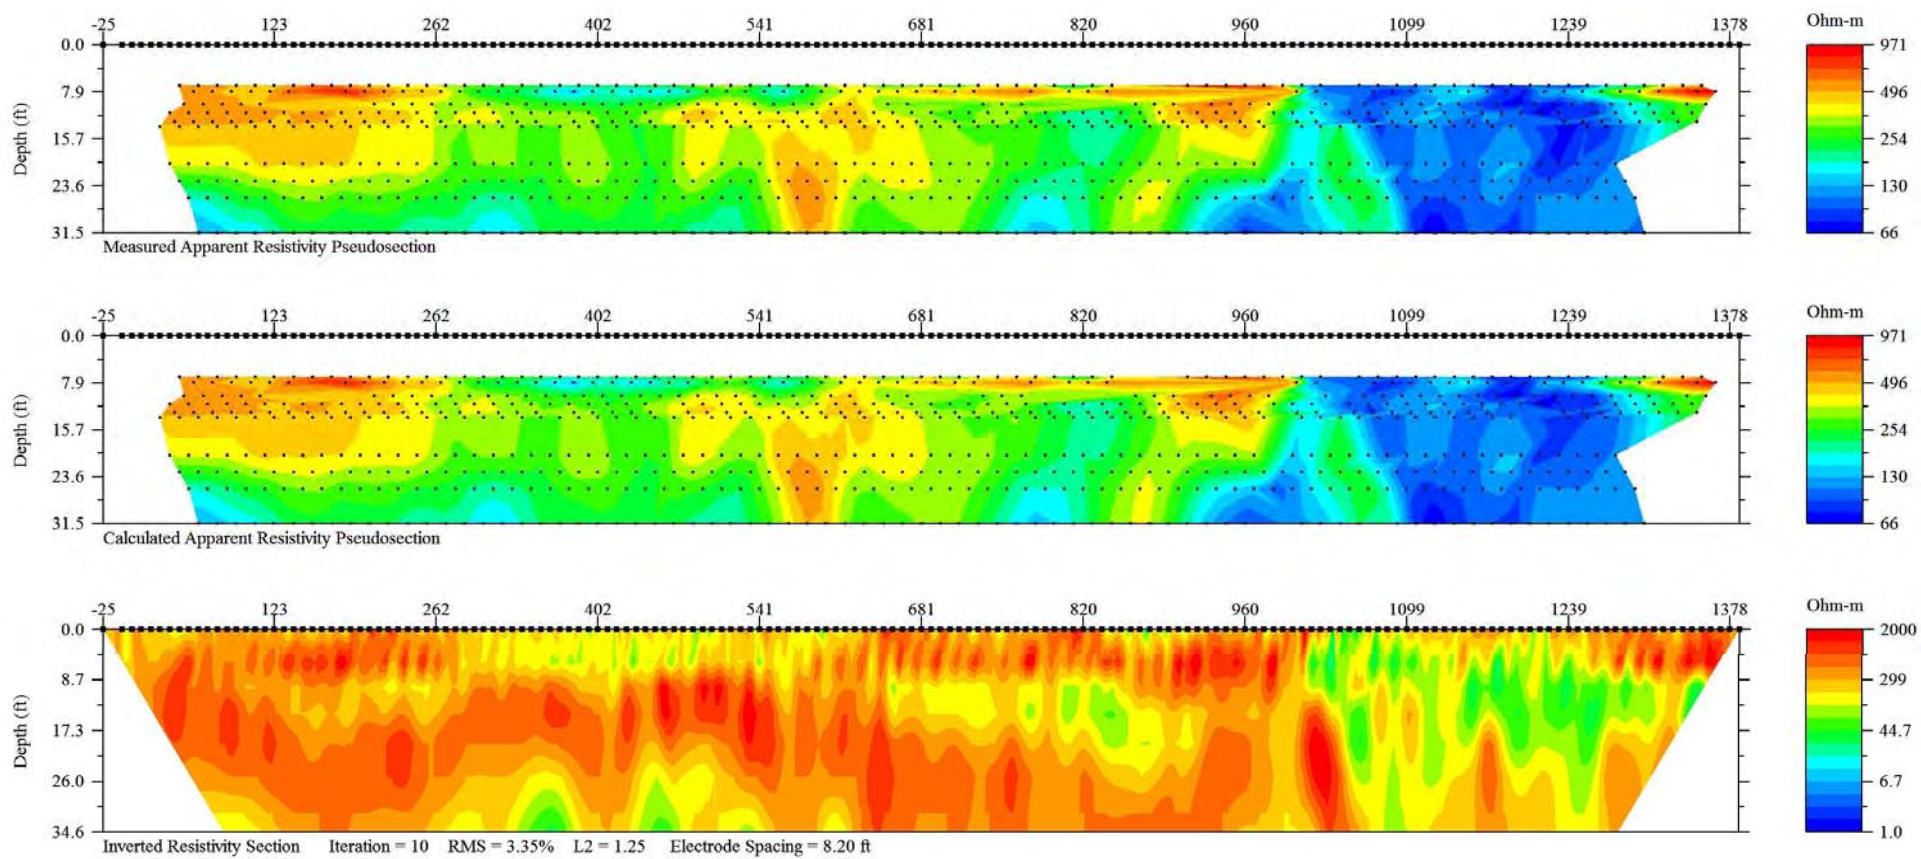 -25 123 262 402 541 681 820 960 1099 1239 1378 Ohm-m
0.0 971
7.9 496
15.7 254
23.6 130
31.5 66
Depth (ft)
Measured Apparent Resistivity Pseudosection
-25 123 262 402 541 681 820 960 1099 1239 1378 Ohm-m
0.0 971
7.9 496
15.7 254
23.6 130
31.5 66
Depth (ft)
Calculated Apparent Resistivity Pseudosection
-25 123 262 402 541 681 820 960 1099 1239 1378 Ohm-m
0.0 2000
8.7 299
17.3 44.7
26.0 6.7
34.6 1.0
Depth (ft)
Inverted Resistivity Section Iteration = 10 RMS = 3.35% L2 = 1.25 Electrode Spacing = 8.20 ft